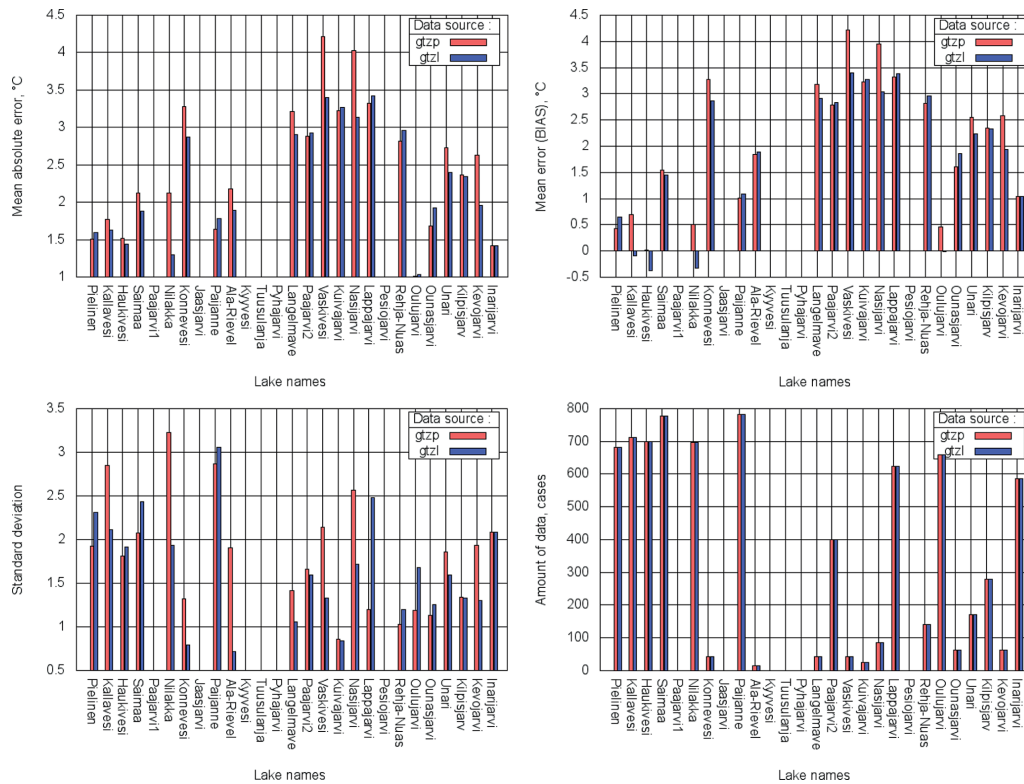 4.5
4
3.5
3
2.5
2
1.5
1
Mean absolute error, °C
Data source :
gtzp
gtzl
Pielinen
Kallavesi
Haukivesi
Saimaa
Paajarvi1
Nilakka
Konnevesi
Jaasjarvi
Paijanne
Ala-Rievel
Kyyvesi
Tuusulanja
Pyhajarvi
Langelmave
Paajarvi2
Vaskivesi
Kuivajarvi
Nasijarvi
Lappajarvi
Pesiojarvi
Rehja-Nuas
Oulujarvi
Ounasjarvi
Unari
Kilpisjarv
Kevojarvi
Inarijarvi
Lake names
4.5
4
3.5
3
2.5
2
1.5
1
0.5
0
-0.5
Mean error (BIAS), °C
Data source :
gtzp
gtzl
Pielinen
Kallavesi
Haukivesi
Saimaa
Paajarvi1
Nilakka
Konnevesi
Jaasjarvi
Paijanne
Ala-Rievel
Kyyvesi
Tuusulanja
Pyhajarvi
Langelmave
Paajarvi2
Vaskivesi
Kuivajarvi
Nasijarvi
Lappajarvi
Pesiojarvi
Rehja-Nuas
Oulujarvi
Ounasjarvi
Unari
Kilpisjarv
Kevojarvi
Inarijarvi
Lake names
3.5
3
2.5
2
1.5
1
0.5
Standard deviation
Data source :
gtzp
gtzl
Pielinen
Kallavesi
Haukivesi
Saimaa
Paajarvi1
Nilakka
Konnevesi
Jaasjarvi
Paijanne
Ala-Rievel
Kyyvesi
Tuusulanja
Pyhajarvi
Langelmave
Paajarvi2
Vaskivesi
Kuivajarvi
Nasijarvi
Lappajarvi
Pesiojarvi
Rehja-Nuas
Oulujarvi
Ounasjarvi
Unari
Kilpisjarv
Kevojarvi
Inarijarvi
Lake names
800
700
600
500
400
300
200
100
0
Amount of data, cases
Data source :
gtzp
gtzl
Pielinen
Kallavesi
Haukivesi
Saimaa
Paajarvi1
Nilakka
Konnevesi
Jaasjarvi
Paijanne
Ala-Rievel
Kyyvesi
Tuusulanja
Pyhajarvi
Langelmave
Paajarvi2
Vaskivesi
Kuivajarvi
Nasijarvi
Lappajarvi
Pesiojarvi
Rehja-Nuas
Oulujarvi
Ounasjarvi
Unari
Kilpisjarv
Kevojarvi
Inarijarvi
Lake names